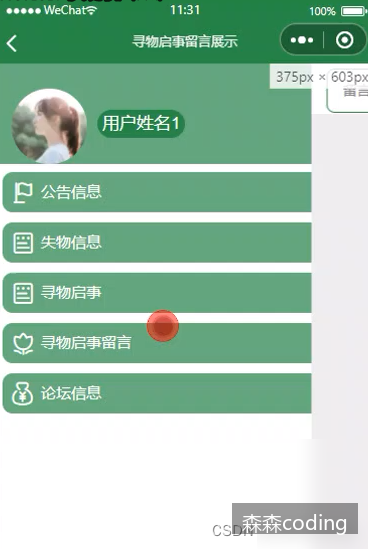 WeChat
11:31
100%
寻物启事留言展示
375px × 603px
用户姓名1
公告信息
失物信息
寻物启事
寻物启事留言
论坛信息
CSDN
森森coding